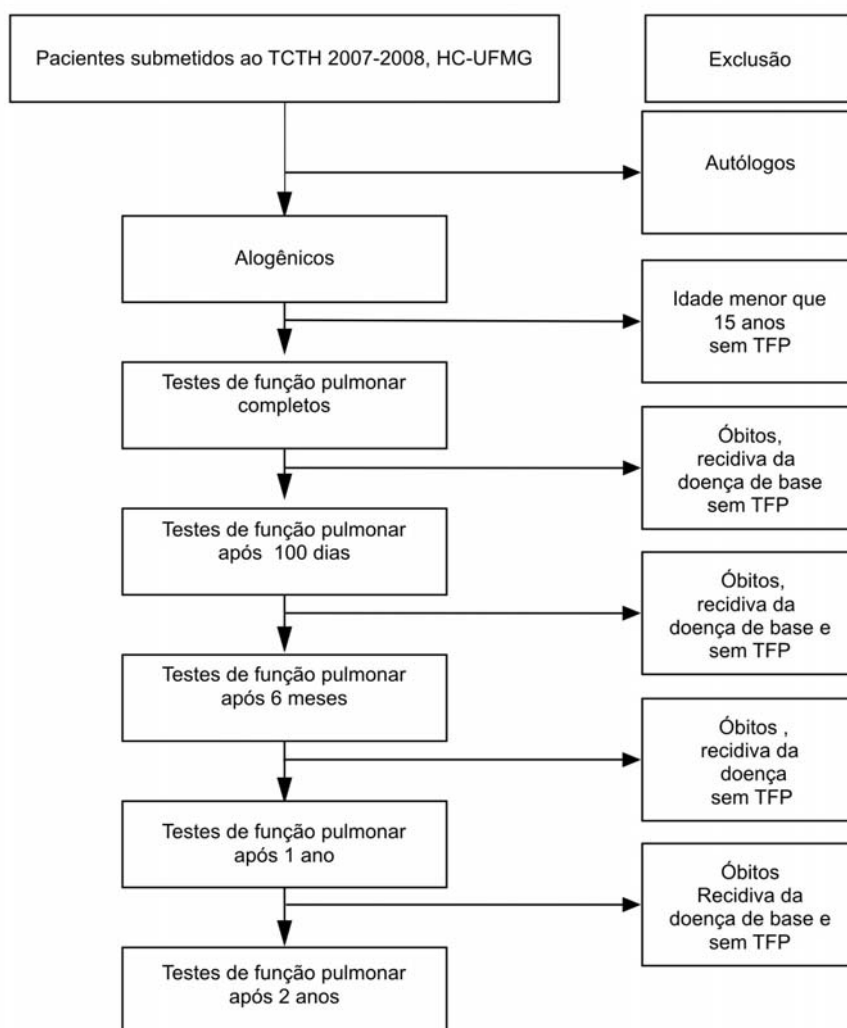 Pacientes submetidos ao TCTH 2007-2008, HC-UFMG
Exclusão
Autólogos
Alogênicos
Idade menor que
15 anos
sem TFP
Testes de função pulmonar
completos
Óbitos,
recidiva da
doença de base
sem TFP
Testes de função pulmonar
após 100 dias
Óbitos,
recidiva da
doença de base e
sem TFP
Testes de função pulmonar
após 6 meses
Óbitos ,
recidiva da
doença
sem TFP
Testes de função pulmonar
após 1 ano
Óbitos
Recidiva da
doença de base e
sem TFP
Testes de função pulmonar
após 2 anos